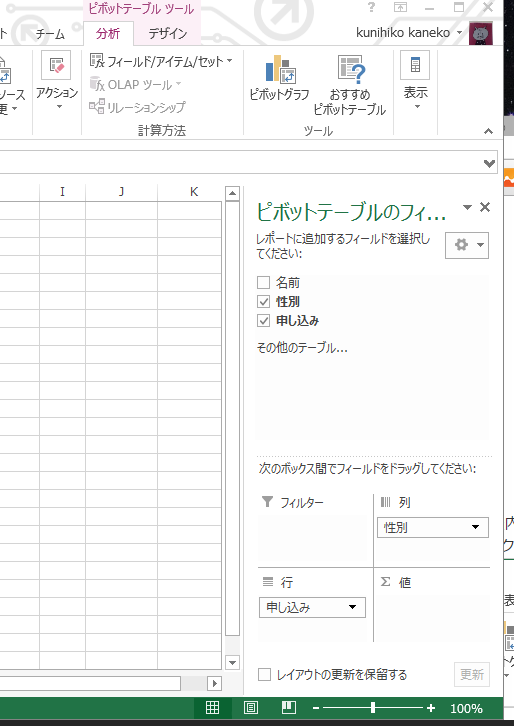 ピボットテーブル ツール
ト チーム 分析 デザイン kunihiko kaneko
フィールド/アイテム/セット
OLAP ツール
リレーションシップ
計算方法
ソース
更
アクション
ピボットグラフ
おすすめ
ピボットテーブル
ツール
表示
I J K
ピボットテーブルのフィ...
レポートに追加するフィールドを選択し
てください:
名前
性別
申し込み
その他のテーブル...
次のボックス間でフィールドをドラッグしてください:
フィルター
列
性別
行
Σ 値
申し込み
レイアウトの更新を保留する
更新
100%
内
ク
表